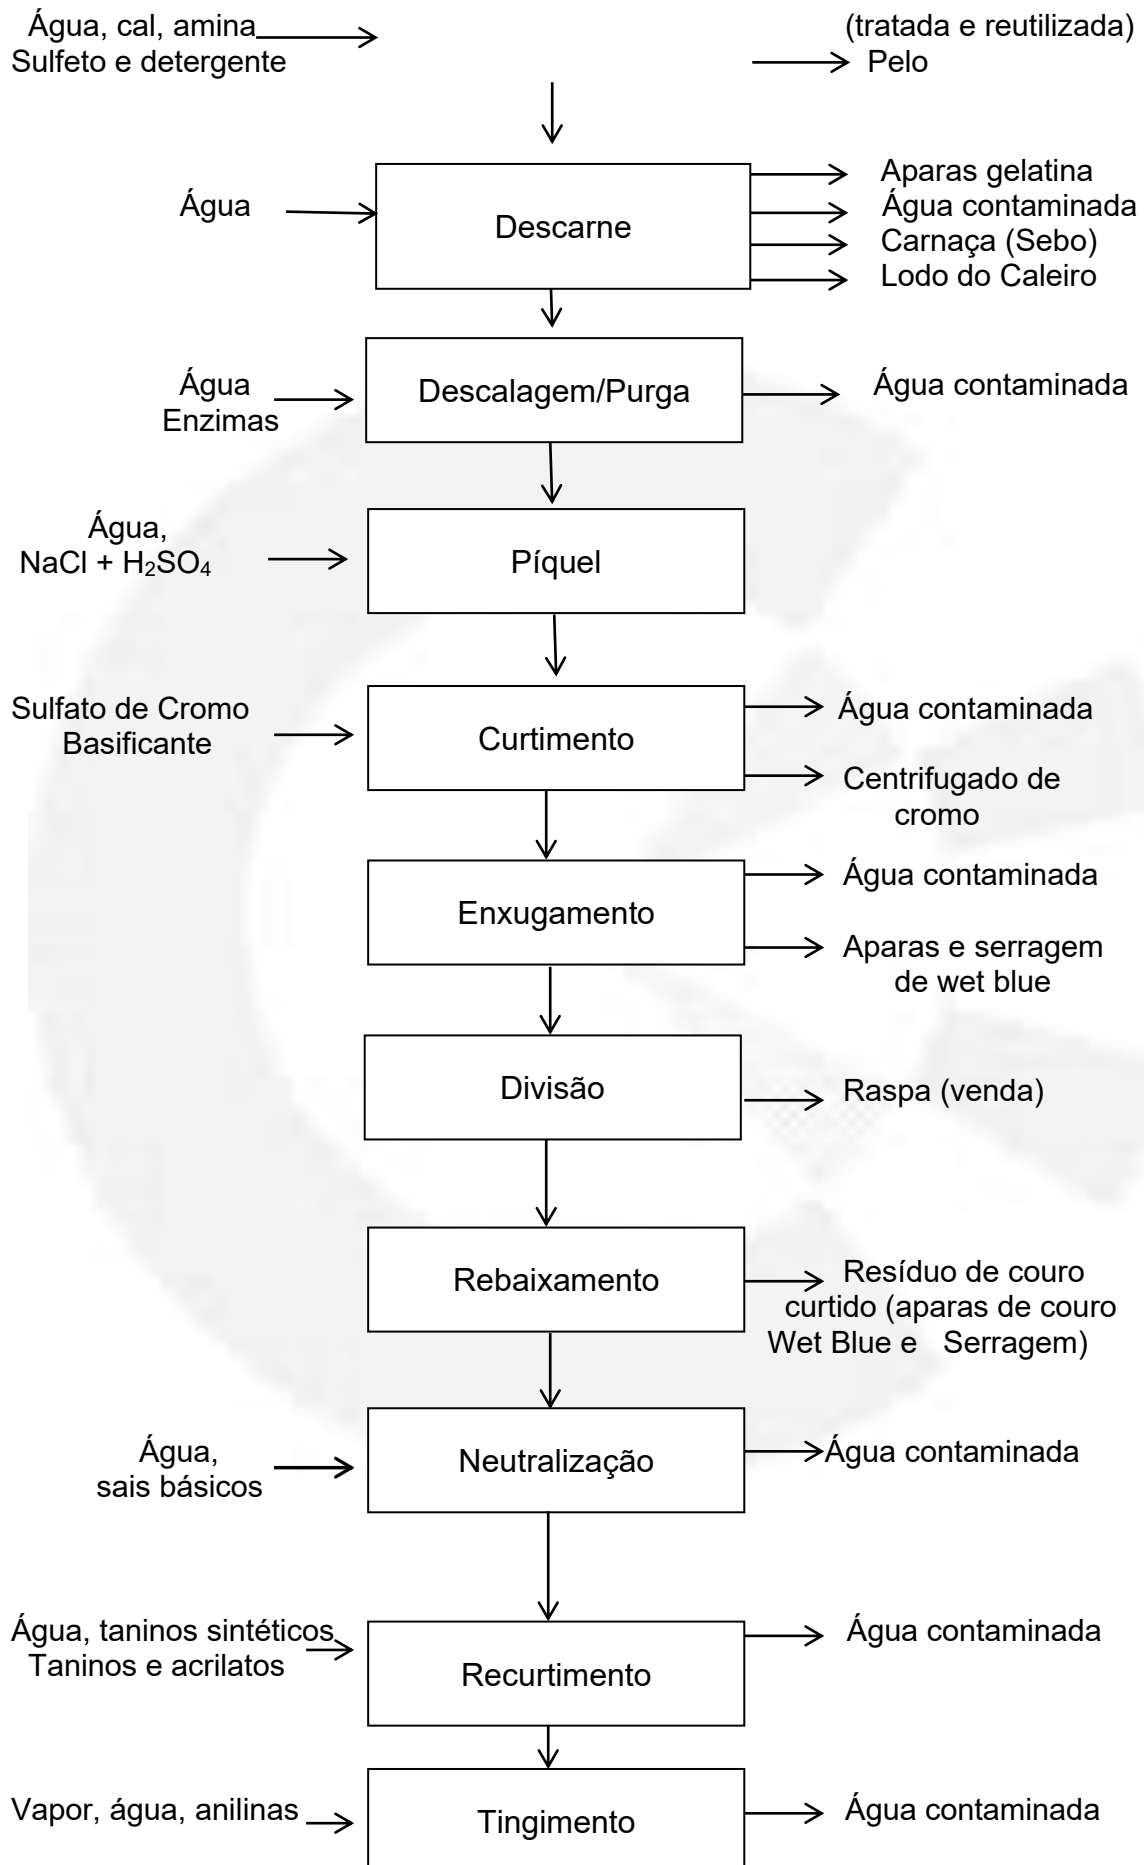 Água, cal, amina
Sulfeto e detergente
(tratada e reutilizada)
Pelo
Água
Descarne
Aparas gelatina
Água contaminada
Carnaça (Sebo)
Lodo do Caleiro
Água
Enzimas
Descalagem/Purga
Água contaminada
Água,
NaCl + H₂SO₄
Píquel
Sulfato de Cromo
Basificante
Curtimento
Água contaminada
Centrifugado de
cromo
Enxugamento
Água contaminada
Aparas e serragem
de wet blue
Divisão
Raspa (venda)
Rebaixamento
Resíduo de couro
curtido (aparas de couro
Wet Blue e Serragem)
Água,
sais básicos
Neutralização
Água contaminada
Água, taninos sintéticos
Taninos e acrilatos
Recurtimento
Água contaminada
Vapor, água, anilinas
Tingimento
Água contaminada